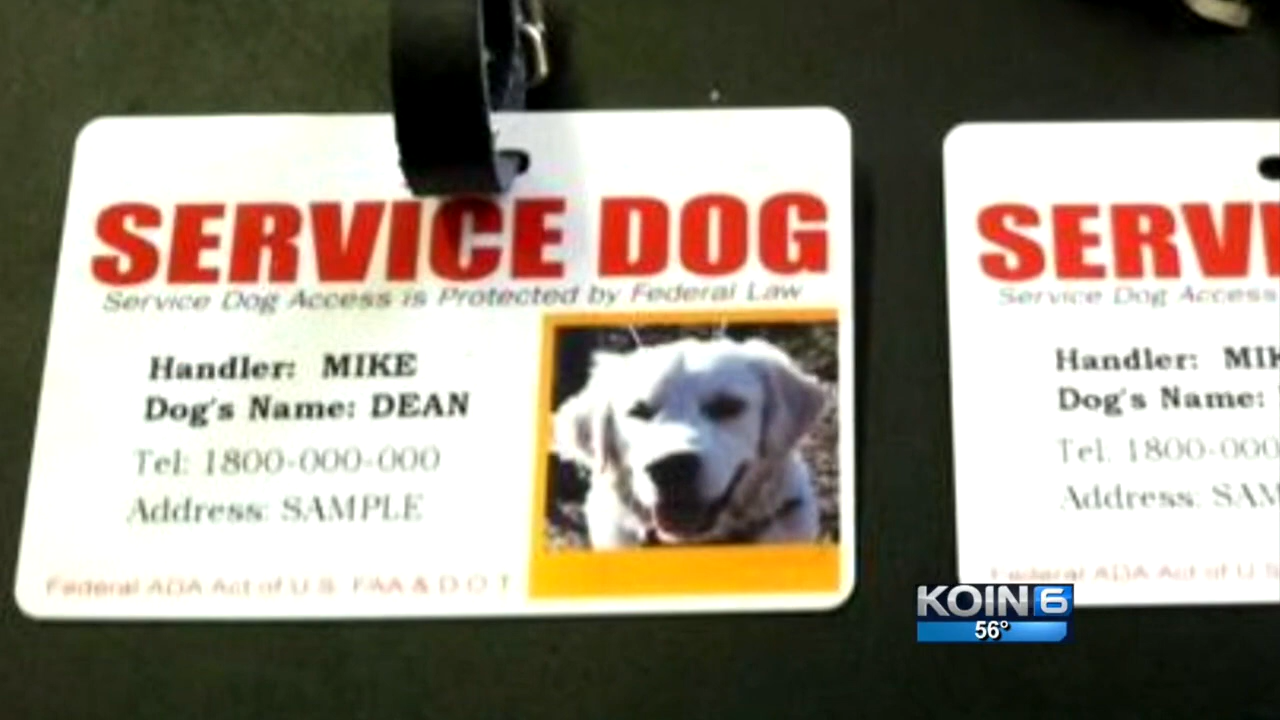 SERVICE DOG
Service Dog Access is Protected by Federal Law
Handler: MIKE
Dog's Name: DEAN
Tel: 1800-000-000
Address: SAMPLE
Federal ADA Act of U.S. FAA & D.O.T
SERVI
Service Dog Access
Handler: MIK
Dog's Name:
Tel. 1800-000
Address: SAM
Federal ADA Act of U.S
KOIN 6
56°